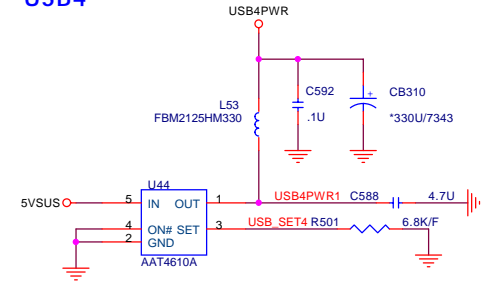 USB4
USB4PWR
C592
L53
FBM2125HM330
.1U
+
CB310
*330U/7343
U44
5VSUS
5
IN
OUT
1
USB4PWR1
C588
4.7U
4
ON#
SET
3
USB_SET4
R501
6.8K/F
2
GND
AAT4610A